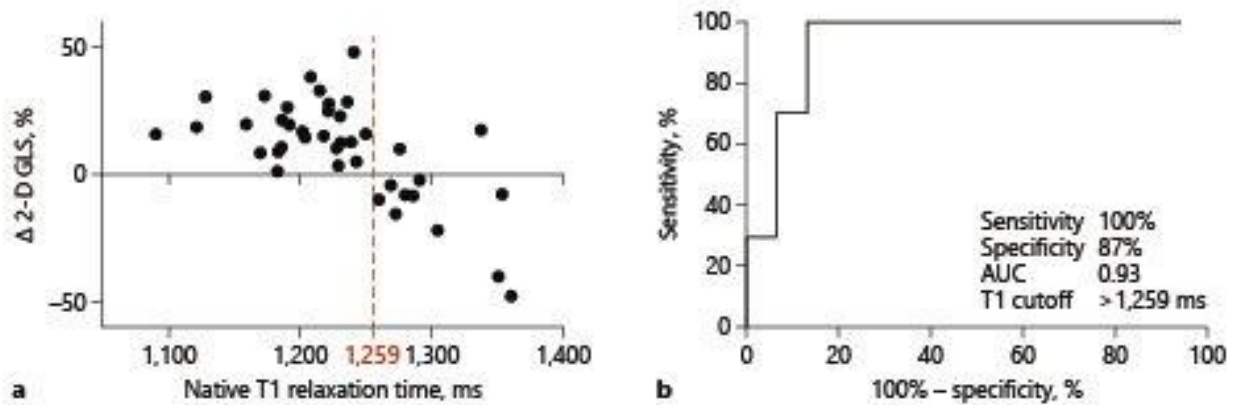 50
0
–50
Δ 2-D GLS, %
1,100
1,200
1,259
1,300
1,400
Native T1 relaxation time, ms
a
100
80
60
40
20
0
Sensitivity, %
Sensitivity 100%
Specificity 87%
AUC 0.93
T1 cutoff >1,259 ms
0
20
40
60
80
100
100% – specificity, %
b